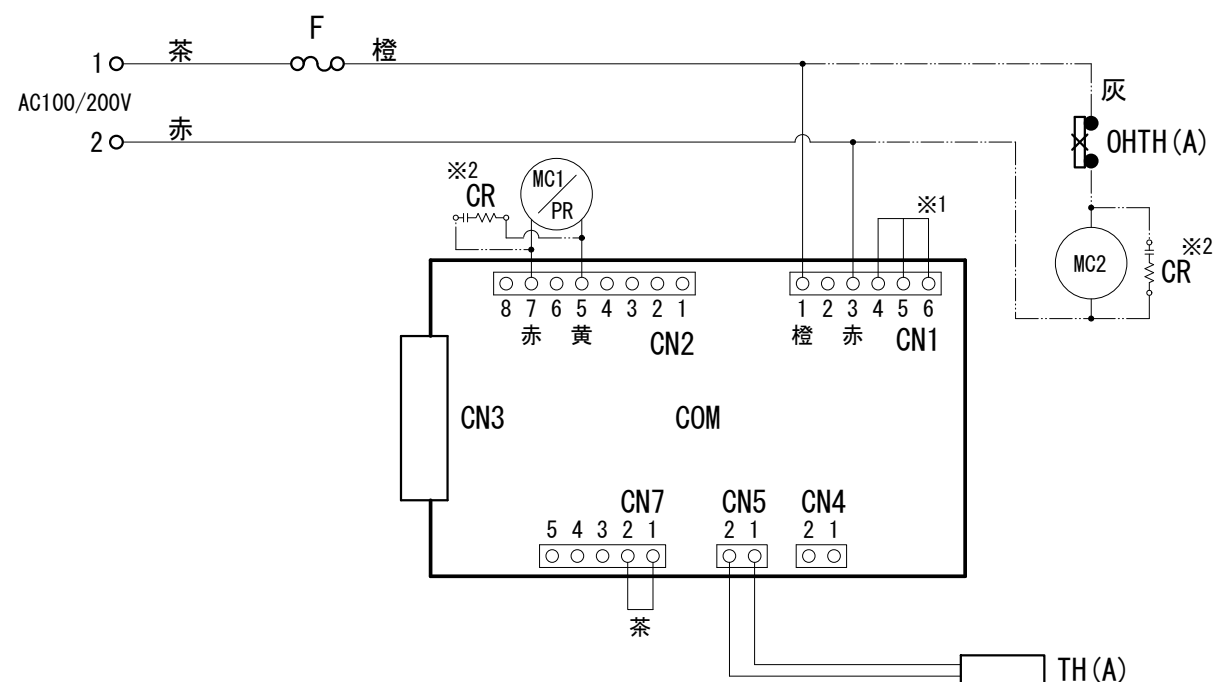 F
1 茶 橙
AC100/200V
2 赤
灰
OHTH(A)
※2
CR
MC1
PR
※1
MC2
※2
CR
8 7 6 5 4 3 2 1
赤 黄
CN2
1 2 3 4 5 6
橙 赤
CN1
CN3
COM
CN7
5 4 3 2 1
茶
CN5
2 1
CN4
2 1
TH(A)